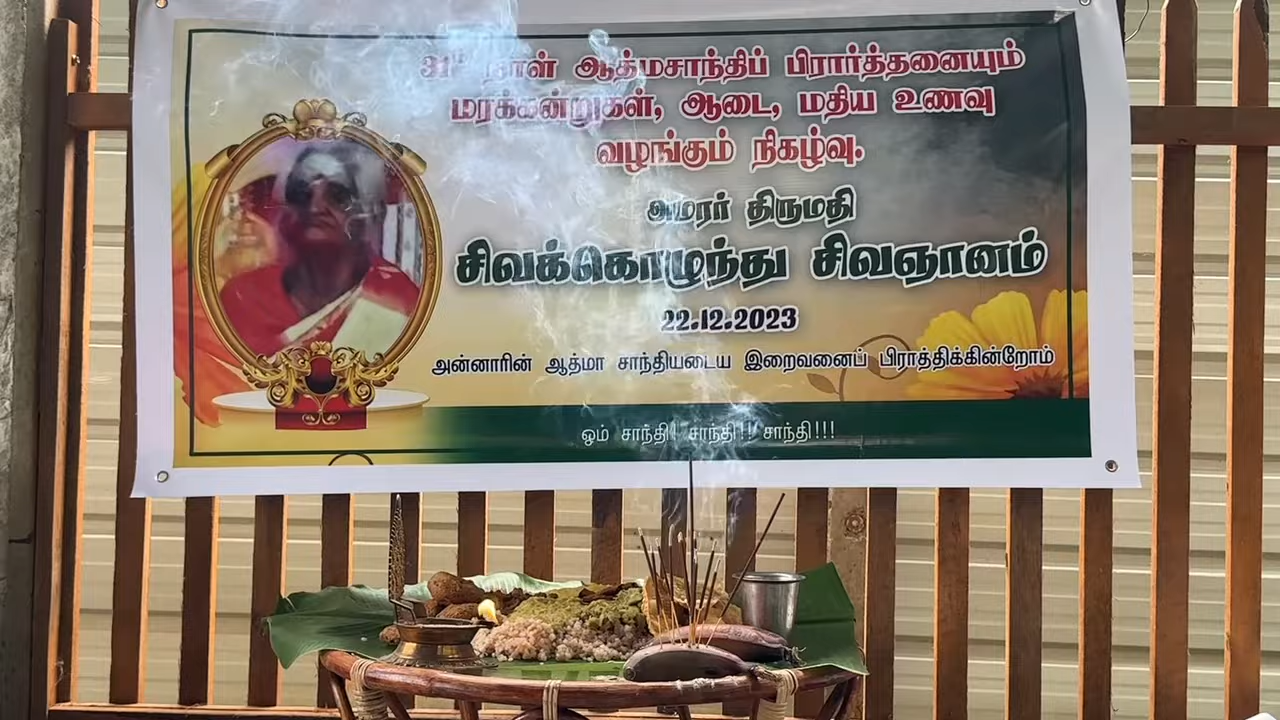 31ம் நாள் ஆத்மசாந்திப் பிரார்த்தனையும்
மரக்கன்றுகள், ஆடை, மதிய உணவு
வழங்கும் நிகழ்வு.
அமரர் திருமதி
சிவக்கொழுந்து சிவஞானம்
22.12.2023
அன்னாரின் ஆத்மா சாந்தியடைய இறைவனைப் பிராத்திக்கின்றோம்
ஓம் சாந்தி! சாந்தி!! சாந்தி!!!